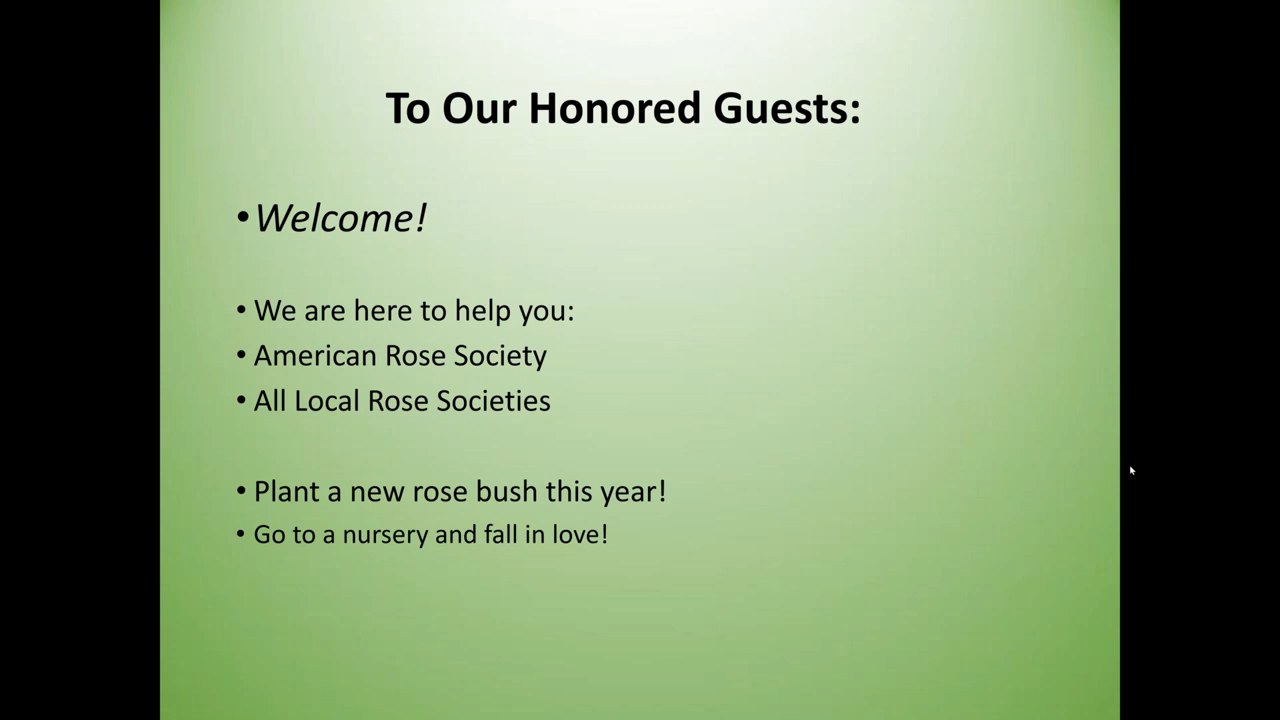 To Our Honored Guests:
•Welcome!
• We are here to help you:
• American Rose Society
• All Local Rose Societies
• Plant a new rose bush this year!
• Go to a nursery and fall in love!